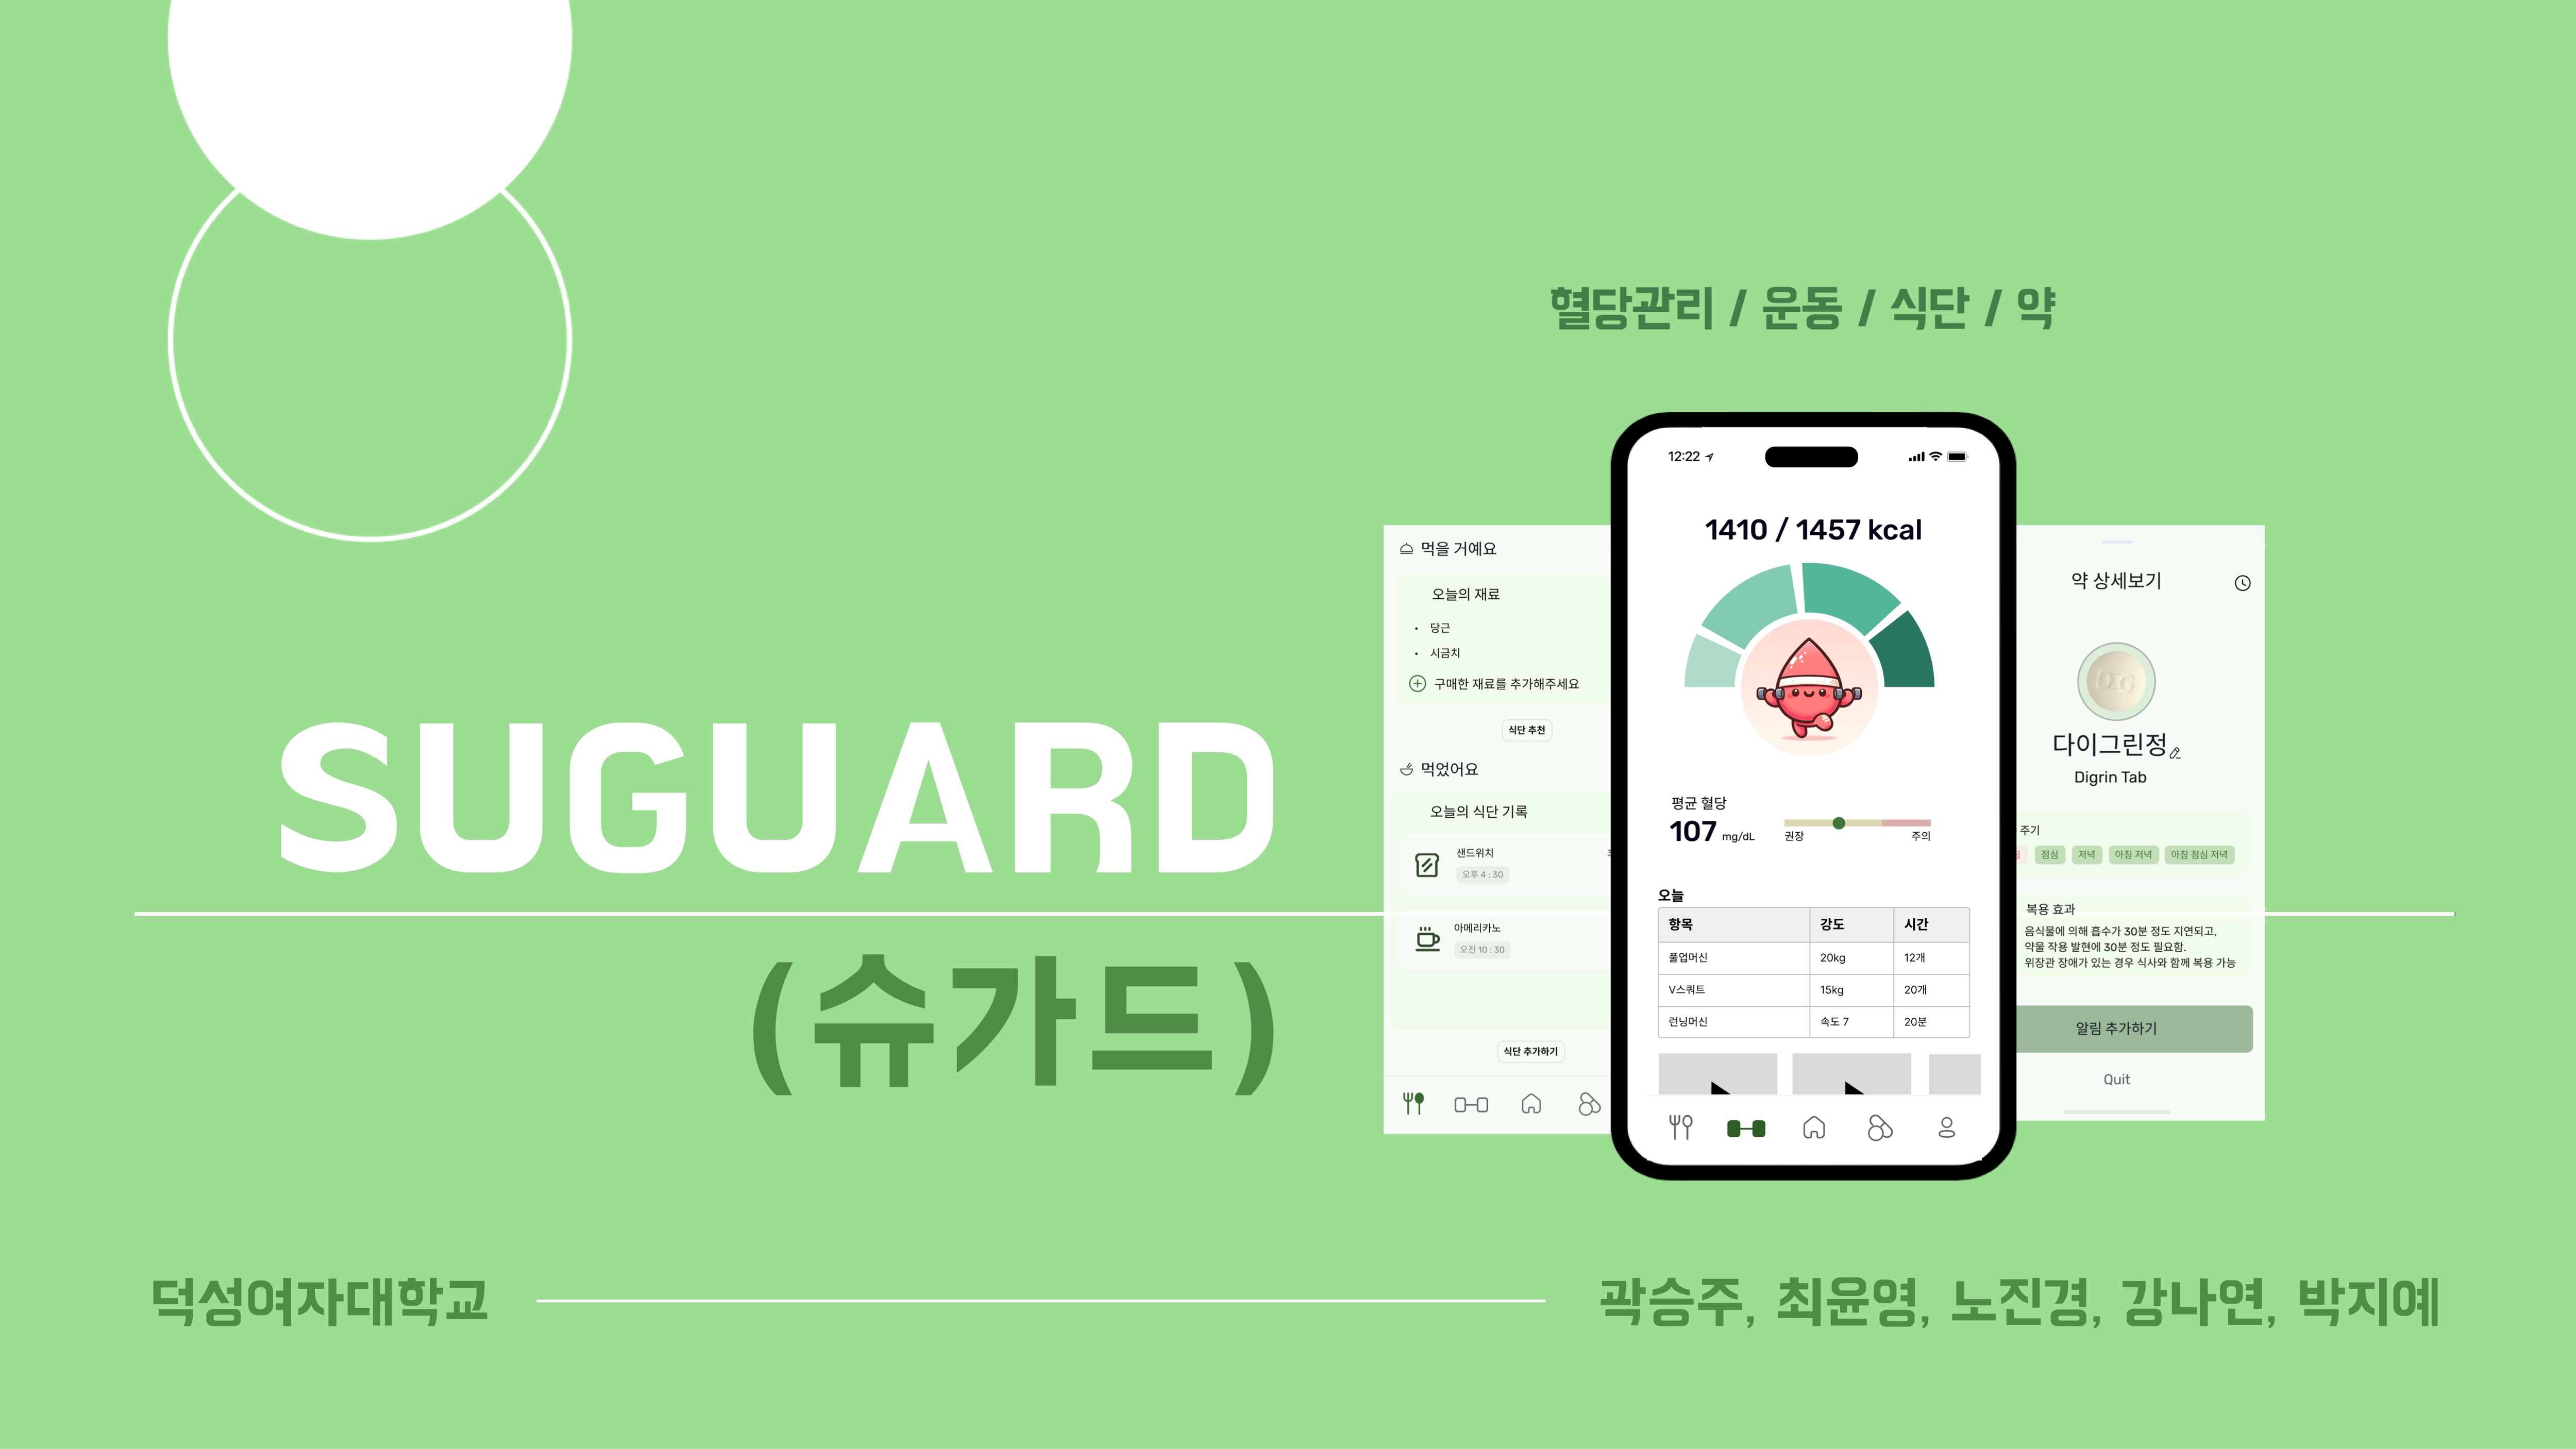 혈당관리 / 운동 / 식단 / 약
SUGUARD
(슈가드)
먹을 거예요
오늘의 재료
• 당근
• 시금치
구매한 재료를 추가해주세요
식단 추천
먹었어요
오늘의 식단 기록
샌드위치
오후 4 : 30
아메리카노
오전 10 : 30
식단 추가하기
12:22
1410 / 1457 kcal
평균 혈당
107 mg/dL
권장 주의
오늘
항목 강도 시간
풀업머신 20kg 12개
V스쿼트 15kg 20개
런닝머신 속도 7 20분
약 상세보기
DEG
다이그린정
Digrin Tab
주기
점심 저녁 아침 저녁 아침 점심 저녁
복용 효과
음식물에 의해 흡수가 30분 정도 지연되고,
약물 작용 발현에 30분 정도 필요함.
위장관 장애가 있는 경우 식사와 함께 복용 가능
알림 추가하기
Quit
덕성여자대학교
곽승주, 최윤영, 노진경, 강나연, 박지예